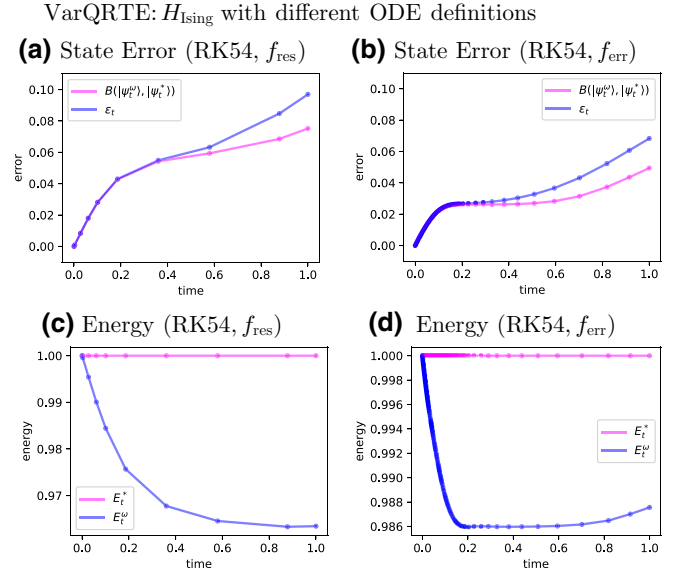 VarQRTE: H_Ising with different ODE definitions
(a) State Error (RK54, f_res)
(b) State Error (RK54, f_err)
B(|ψ_t^ω⟩, |ψ_t^*⟩)
ε_t
error
0.10
0.08
0.06
0.04
0.02
0.00
0.0 0.2 0.4 0.6 0.8 1.0
time
B(|ψ_t^ω⟩, |ψ_t^*⟩)
ε_t
error
0.10
0.08
0.06
0.04
0.02
0.00
0.0 0.2 0.4 0.6 0.8 1.0
time
(c) Energy (RK54, f_res)
(d) Energy (RK54, f_err)
energy
1.00
0.99
0.98
0.97
E_t^*
E_t^ω
0.0 0.2 0.4 0.6 0.8 1.0
time
energy
1.000
0.998
0.996
0.994
0.992
0.990
0.988
0.986
E_t^*
E_t^ω
0.0 0.2 0.4 0.6 0.8 1.0
time